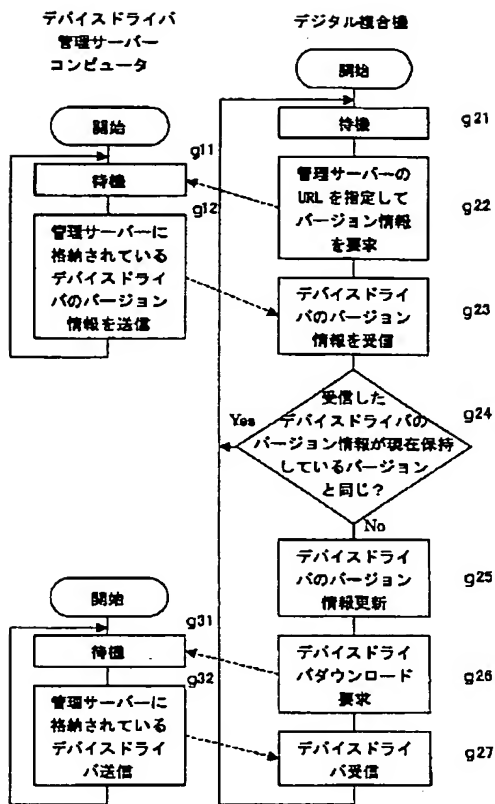 デバイスドライバ
管理サーバー
コンピュータ
開始
g11
待機
g12
管理サーバーに
格納されている
デバイスドライ
バのバージョン
情報を送信
開始
g31
待機
g32
管理サーバーに
格納されている
デバイスドライ
バ送信
デジタル複合機
開始
待機
g21
管理サーバーの
URLを指定して
バージョン情報
を要求
g22
デバイスドライ
バのバージョン
情報を受信
g23
受信した
デバイスドライバの
バージョン情報が現在保持
しているバージョン
と同じ?
g24
Yes
No
デバイスドライ
バのバージョン
情報更新
g25
デバイスドライ
バダウンロード
要求
g26
デバイスドライ
バ受信
g27